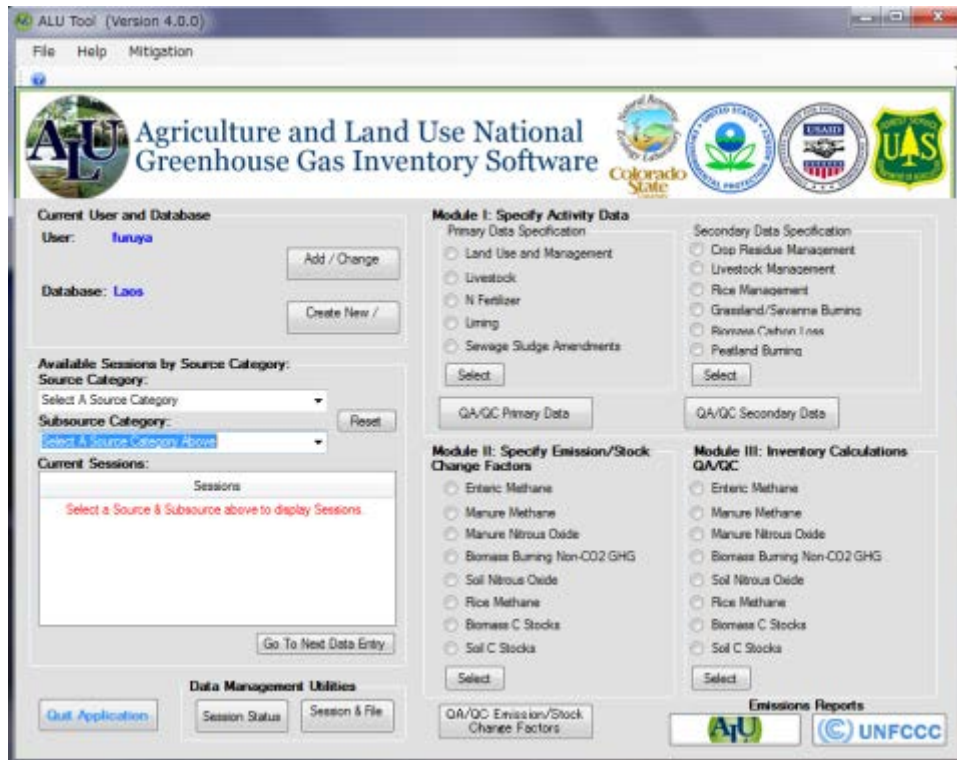 ALU Tool (Version 4.0.0)
File Help Mitigation
ALU
Agriculture and Land Use National
Greenhouse Gas Inventory Software
Colorado
State
USAID
UAS
Current User and Database
User: furuya
Add / Change
Database: Laos
Create New /
Available Sessions by Source Category:
Source Category:
Select A Source Category
Subsource Category:
Reset
Select A Source Category Above
Current Sessions:
Sessions
Select a Source & Subsource above to display Sessions.
Go To Next Data Entry
Data Management Utilities
Quit Application
Session Status
Session & File
Module I: Specify Activity Data
Primary Data Specification
Land Use and Management
Livestock
N Fertilizer
Liming
Sewage Sludge Amendments
Select
QA/QC Primary Data
Secondary Data Specification
Crop Residue Management
Livestock Management
Rice Management
Grassland/Savanna Burning
Biomass Carbon Loss
Peatland Burning
Select
QA/QC Secondary Data
Module II: Specify Emission/Stock
Change Factors
Enteric Methane
Manure Methane
Manure Nitrous Oxide
Biomass Burning Non-CO2 GHG
Soil Nitrous Oxide
Rice Methane
Biomass C Stocks
Soil C Stocks
Select
QA/QC Emission/Stock
Change Factors
Module III: Inventory Calculations
QA/QC
Enteric Methane
Manure Methane
Manure Nitrous Oxide
Biomass Burning Non-CO2 GHG
Soil Nitrous Oxide
Rice Methane
Biomass C Stocks
Soil C Stocks
Select
Emissions Reports
ALU
UNFCCC